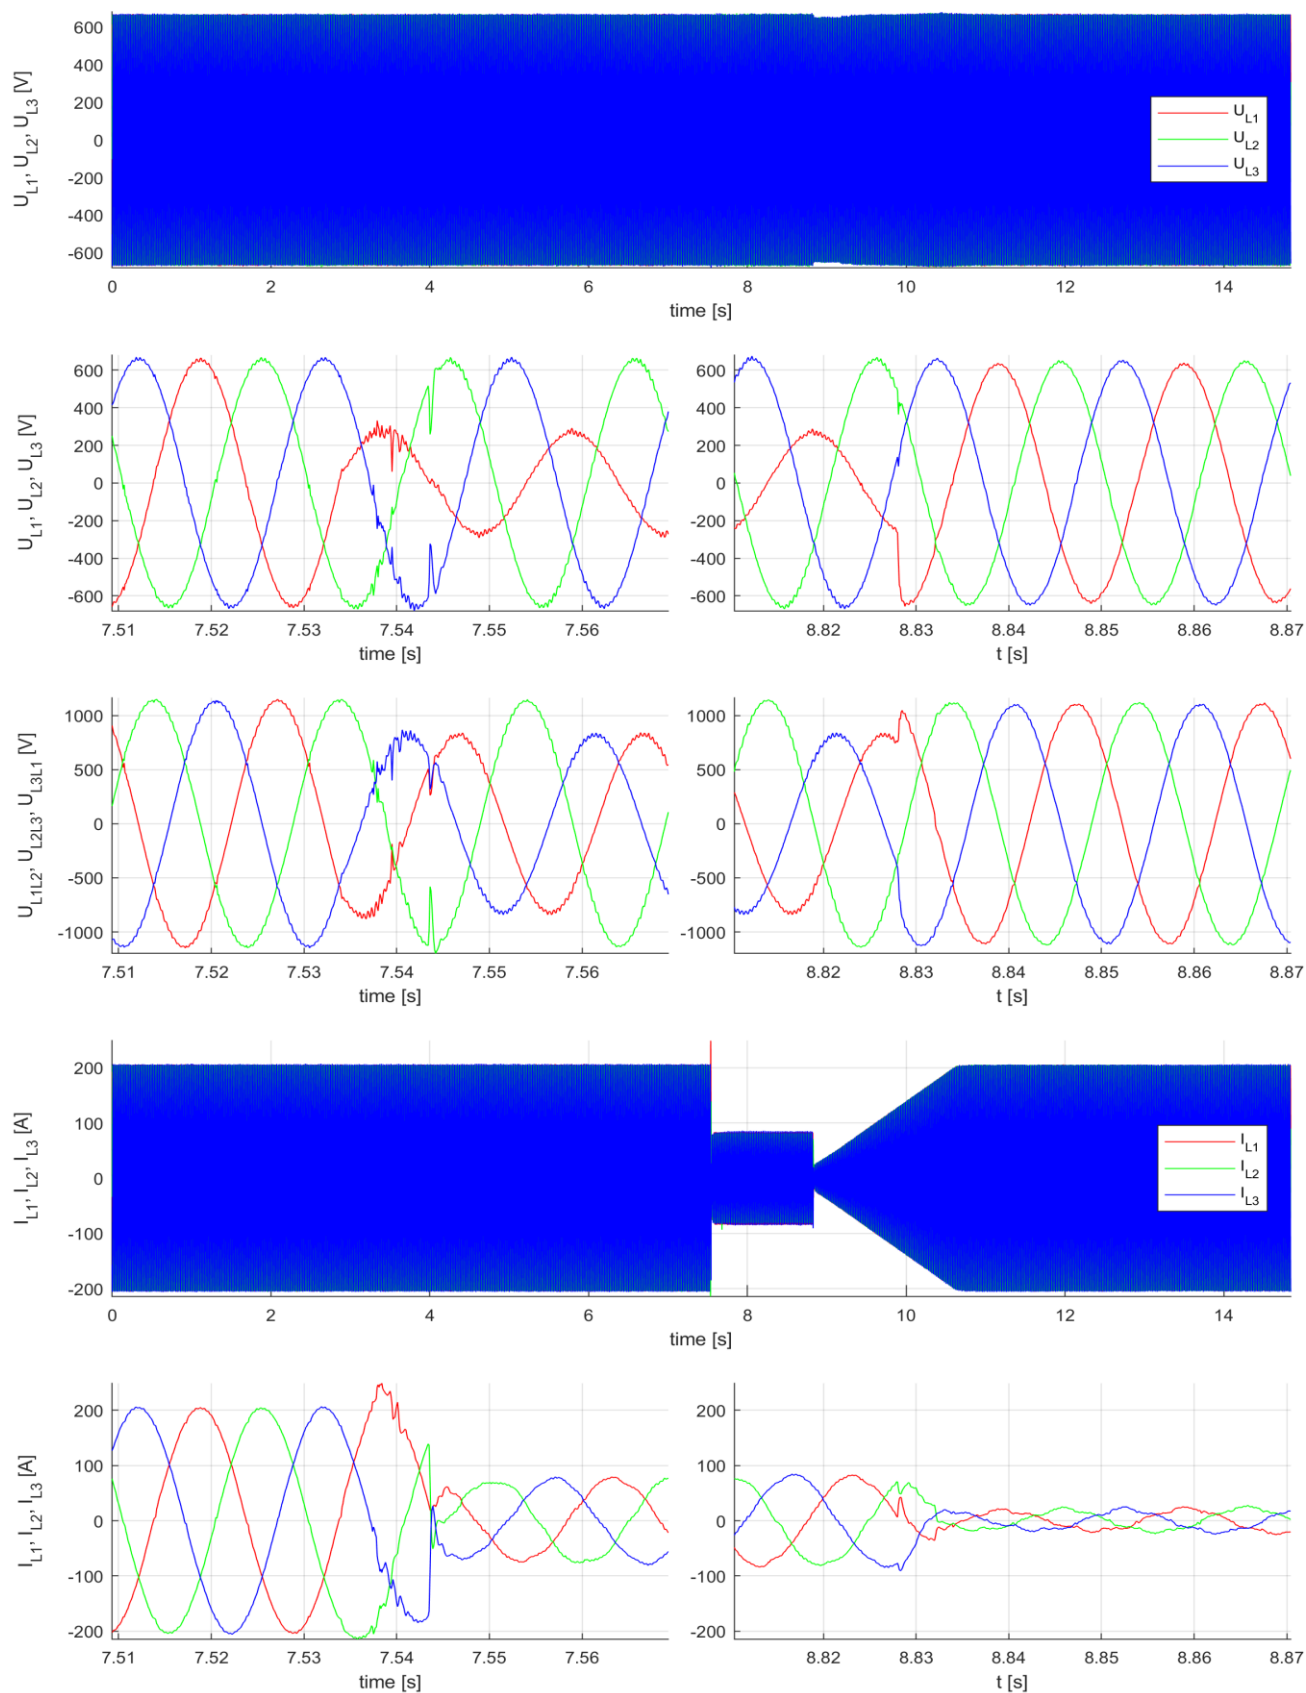 U_L1, U_L2, U_L3 [V]
600
400
200
0
-200
-400
-600
U_L1
U_L2
U_L3
0 2 4 6 8 10 12 14
time [s]
U_L1, U_L2, U_L3 [V]
600
400
200
0
-200
-400
-600
7.51 7.52 7.53 7.54 7.55 7.56
time [s]
600
400
200
0
-200
-400
-600
8.82 8.83 8.84 8.85 8.86 8.87
t [s]
U_L1L2, U_L2L3, U_L3L1 [V]
1000
500
0
-500
-1000
7.51 7.52 7.53 7.54 7.55 7.56
time [s]
1000
500
0
-500
-1000
8.82 8.83 8.84 8.85 8.86 8.87
t [s]
I_L1, I_L2, I_L3 [A]
200
100
0
-100
-200
I_L1
I_L2
I_L3
0 2 4 6 8 10 12 14
time [s]
I_L1, I_L2, I_L3 [A]
200
100
0
-100
-200
7.51 7.52 7.53 7.54 7.55 7.56
time [s]
200
100
0
-100
-200
8.82 8.83 8.84 8.85 8.86 8.87
t [s]